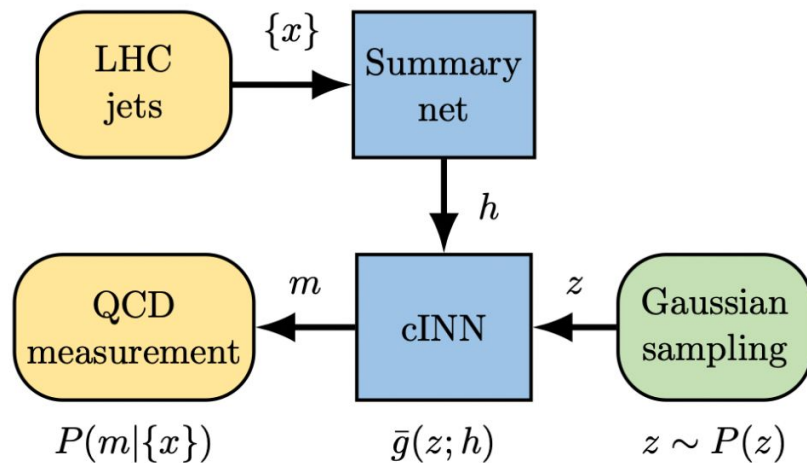 {x}
LHC
jets
Summary
net
h
QCD
measurement
m
cINN
z
Gaussian
sampling
P(m|{x})
ḡ(z; h)
z ∼ P(z)